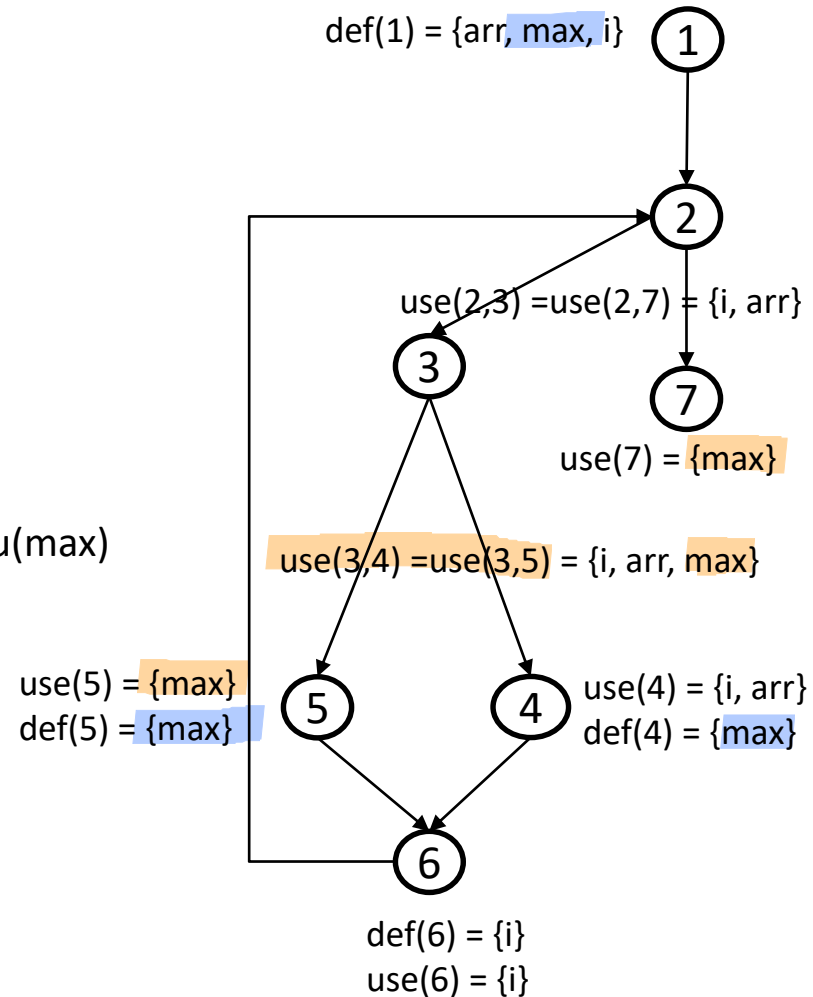 def(1) = {arr, max, i}
1
2
use(2,3) =use(2,7) = {i, arr}
3
7
use(7) = {max}
u(max)
use(3,4) =use(3,5) = {i, arr, max}
use(5) = {max}
def(5) = {max}
5
4
use(4) = {i, arr}
def(4) = {max}
6
def(6) = {i}
use(6) = {i}